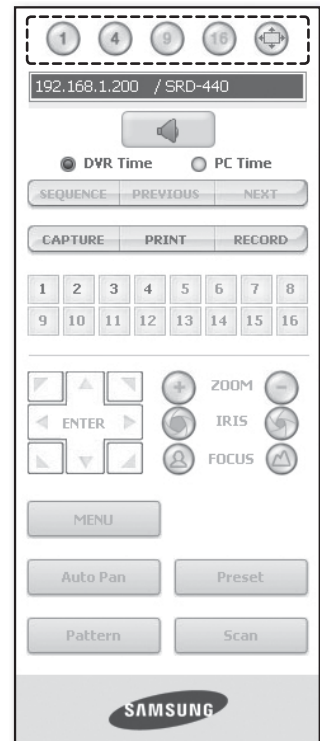 1 4 9 16
192.168.1.200 / SRD-440
DVR Time PC Time
SEQUENCE PREVIOUS NEXT
CAPTURE PRINT RECORD
1 2 3 4 5 6 7 8
9 10 11 12 13 14 15 16
ZOOM
ENTER IRIS
FOCUS
MENU
Auto Pan Preset
Pattern Scan
SAMSUNG